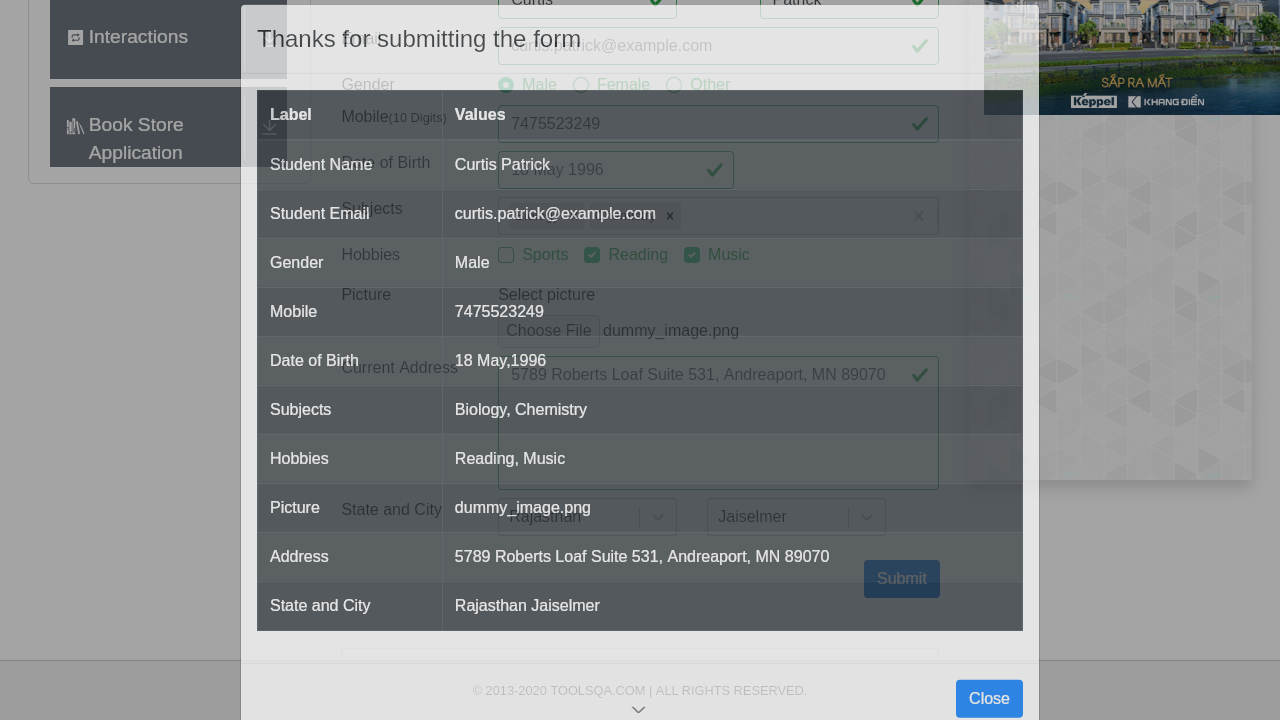 Interactions
Book Store
Application
Thanks for submitting the form
Label Values
Student Name Curtis Patrick
Student Email curtis.patrick@example.com
Gender Male
Mobile 7475523249
Date of Birth 18 May,1996
Subjects Biology, Chemistry
Hobbies Reading, Music
Picture dummy_image.png
Address 5789 Roberts Loaf Suite 531, Andreaport, MN 89070
State and City Rajasthan Jaiselmer
Close
Curtis Patrick
Email curtis.patrick@example.com
Gender Male Female Other
Mobile(10 Digits) 7475523249
Date of Birth 18 May 1996
Subjects
Hobbies Sports Reading Music
Picture Select picture
Choose File dummy_image.png
Current Address 5789 Roberts Loaf Suite 531, Andreaport, MN 89070
State and City Rajasthan Jaiselmer
Submit
© 2013-2020 TOOLSQA.COM | ALL RIGHTS RESERVED.
SẮP RA MẮT
Keppel KHANG ĐIỀN